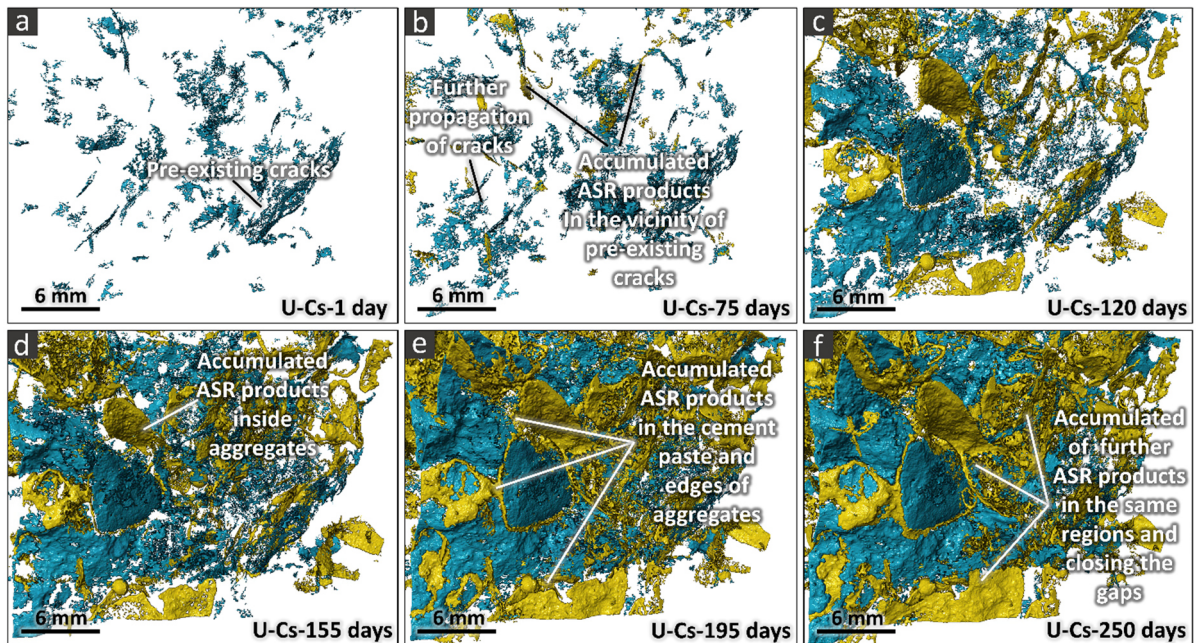 a
Pre-existing cracks
6 mm
U-Cs-1 day
b
Further
propagation
of cracks
Accumulated
ASR products
In the vicinity of
pre-existing
cracks
6 mm
U-Cs-75 days
c
6 mm
U-Cs-120 days
d
Accumulated
ASR products
inside
aggregates
6 mm
U-Cs-155 days
e
Accumulated
ASR products
in the cement
paste and
edges of
aggregates
6 mm
U-Cs-195 days
f
Accumulated
of further
ASR products
in the same
regions and
closing the
gaps
6 mm
U-Cs-250 days